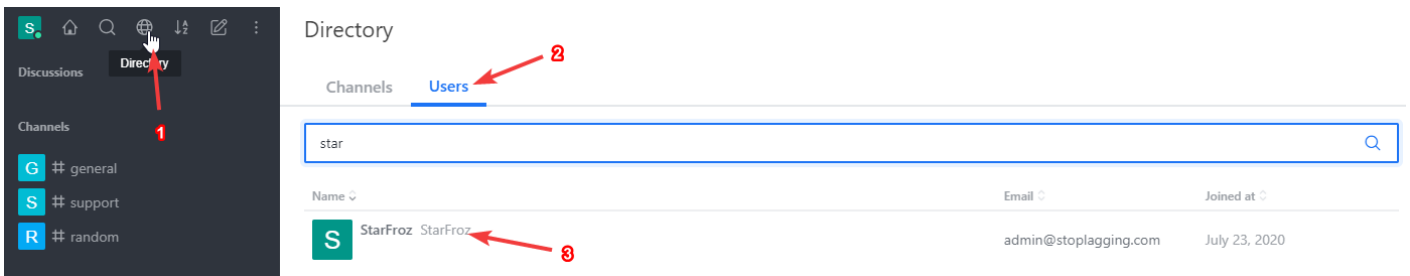 S
Directory
Discussions
1
Channels
G # general
S # support
R # random
Directory
2
Channels Users
star
Name Email Joined at
S StarFroz StarFroz admin@stoplagging.com July 23, 2020
3